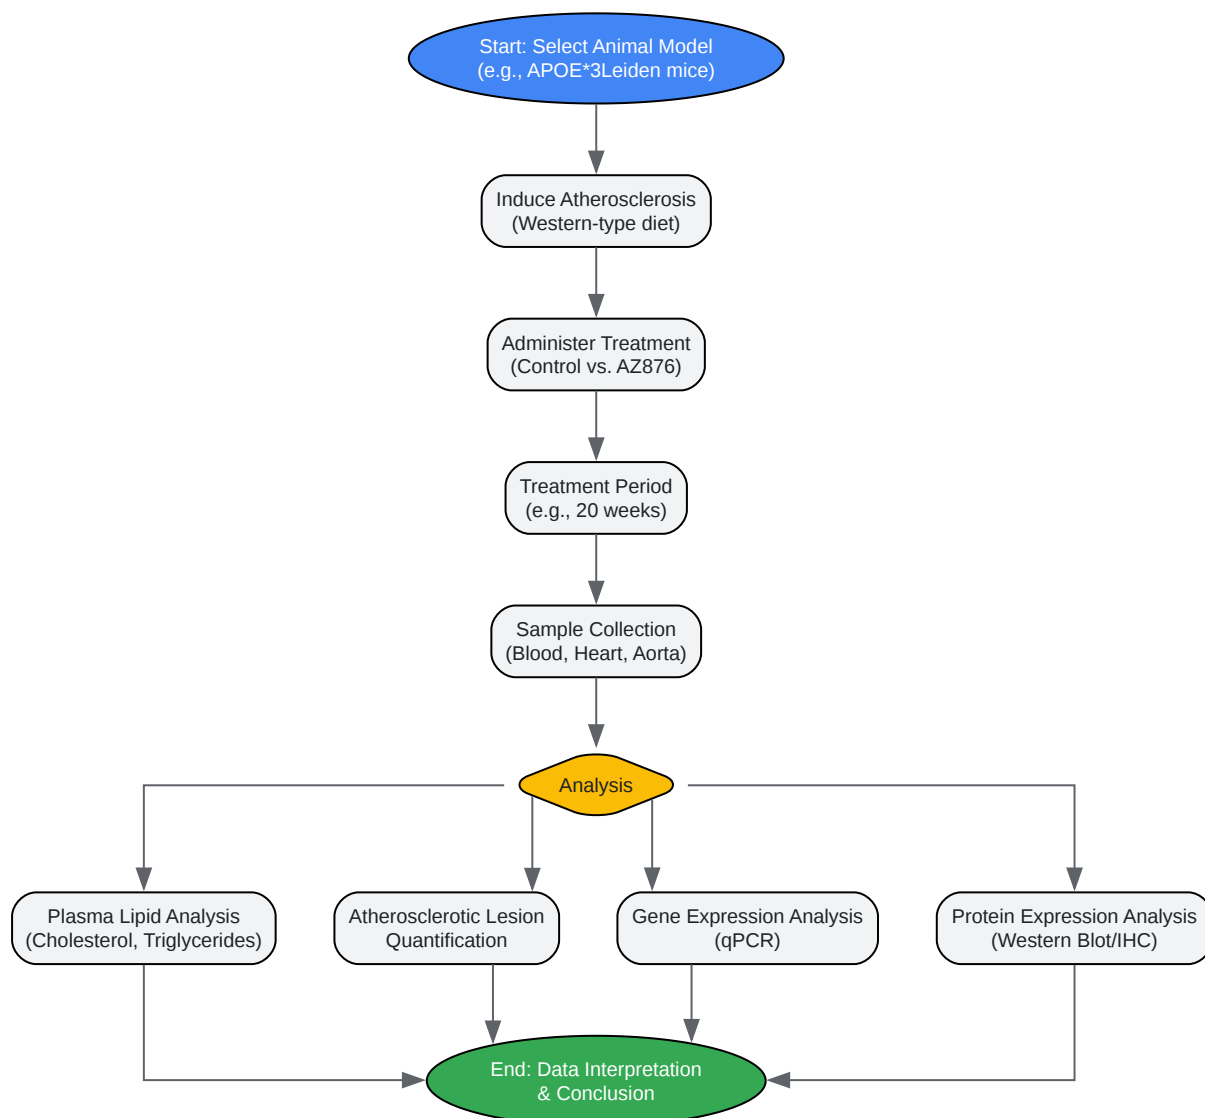 Start: Select Animal Model
(e.g., APOE*3Leiden mice)
Induce Atherosclerosis
(Western-type diet)
Administer Treatment
(Control vs. AZ876)
Treatment Period
(e.g., 20 weeks)
Sample Collection
(Blood, Heart, Aorta)
Analysis
Plasma Lipid Analysis
(Cholesterol, Triglycerides)
Atherosclerotic Lesion
Quantification
Gene Expression Analysis
(qPCR)
Protein Expression Analysis
(Western Blot/IHC)
End: Data Interpretation
& Conclusion